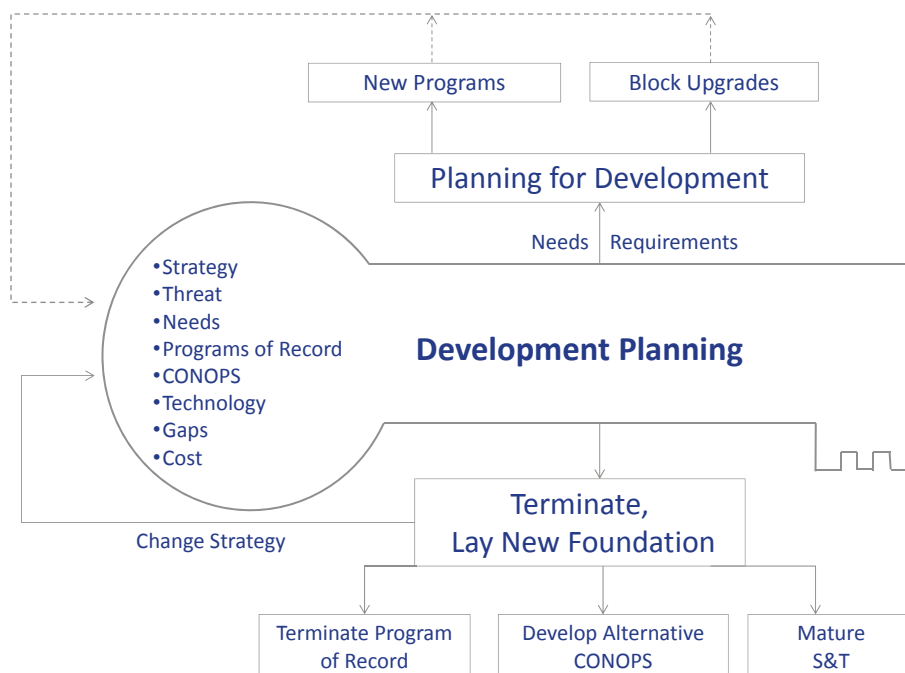 New Programs
Block Upgrades
Planning for Development
Needs
Requirements
•Strategy
•Threat
•Needs
•Programs of Record
•CONOPS
•Technology
•Gaps
•Cost
Development Planning
Terminate,
Lay New Foundation
Change Strategy
Terminate Program
of Record
Develop Alternative
CONOPS
Mature
S&T